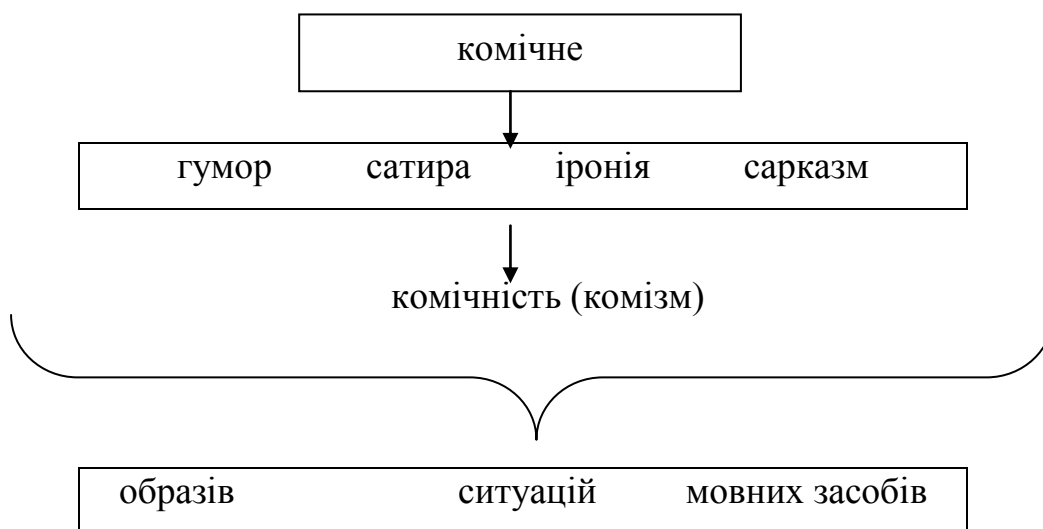 комічне
гумор сатира іронія сарказм
комічність (комізм)
образів ситуацій мовних засобів